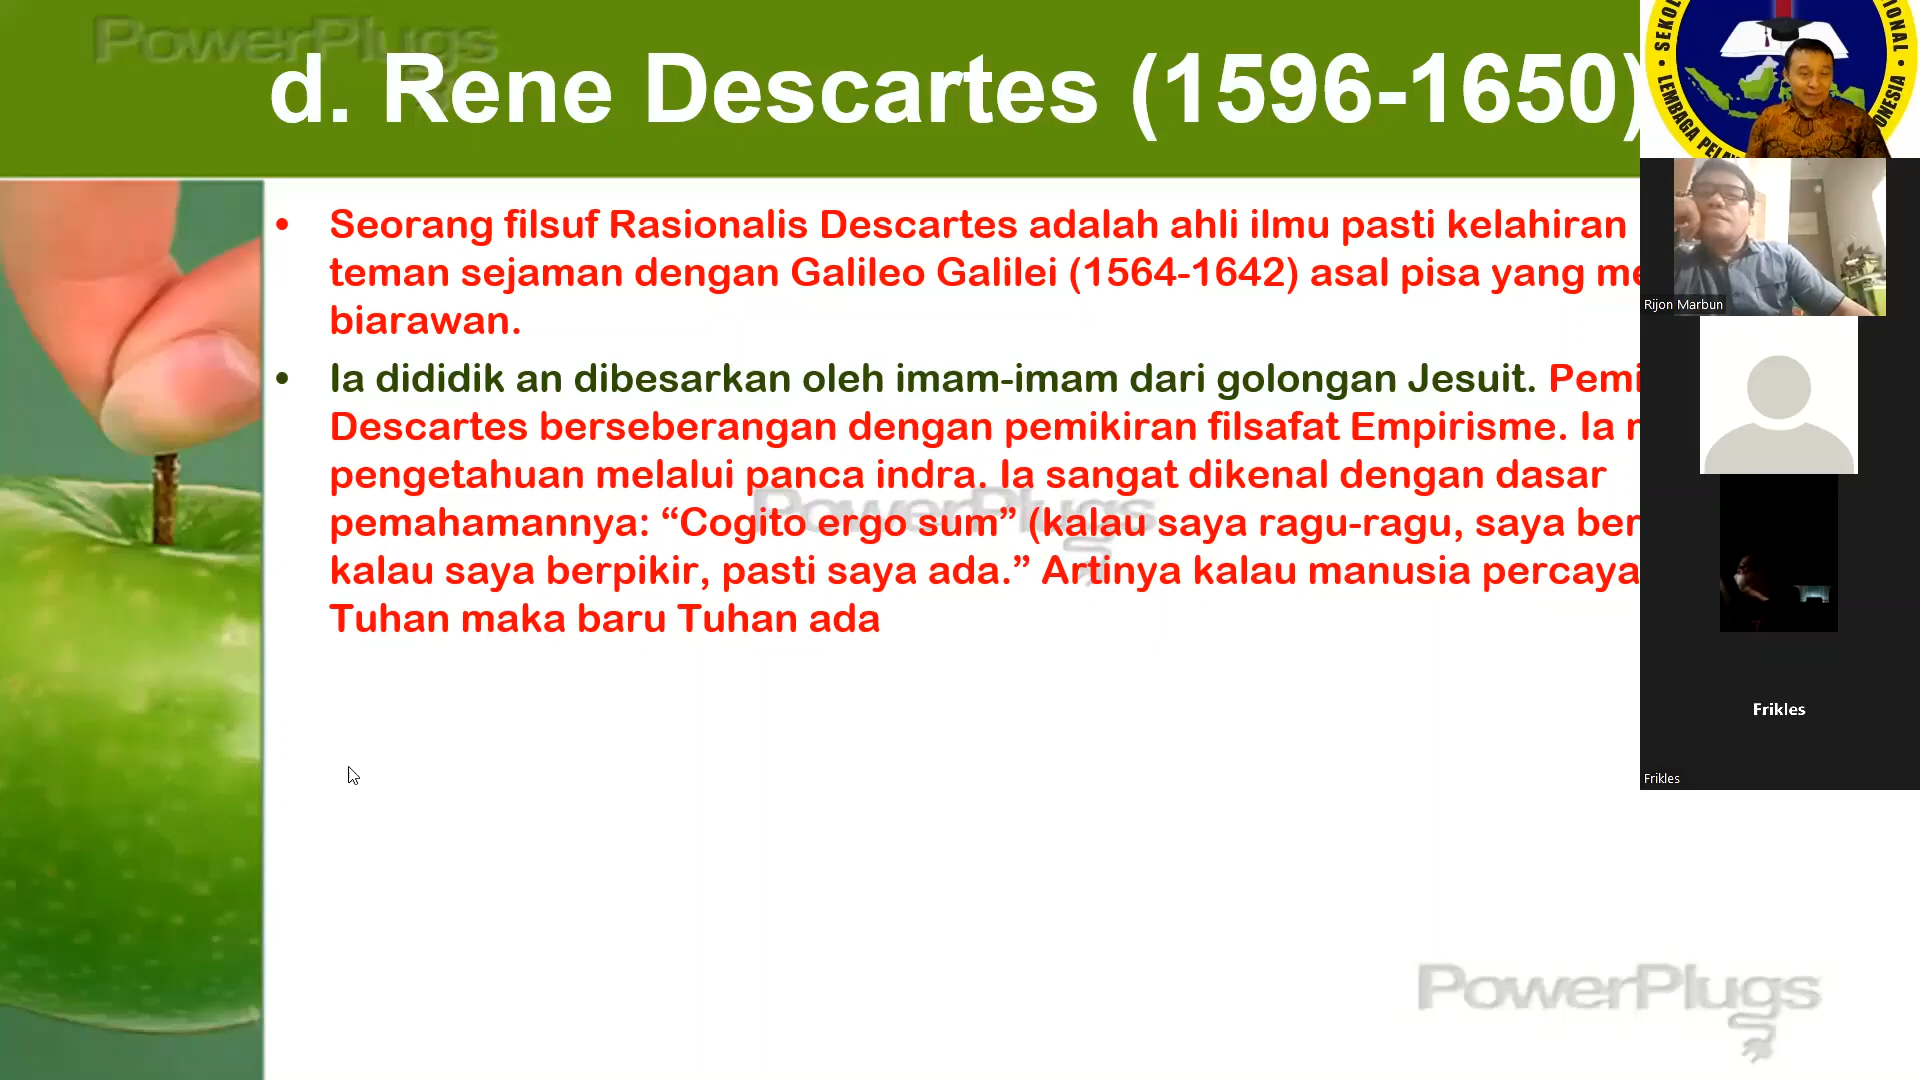 PowerPlugs
d. Rene Descartes (1596-1650)
• Seorang filsuf Rasionalis Descartes adalah ahli ilmu pasti kelahiran
teman sejaman dengan Galileo Galilei (1564-1642) asal pisa yang
biarawan.
• Ia dididik an dibesarkan oleh imam-imam dari golongan Jesuit.
Descartes berseberangan dengan pemikiran filsafat Empirisme. Ia
pengetahuan melalui panca indra. Ia sangat dikenal dengan dasar
pemahamannya: “Cogito ergo sum” (kalau saya ragu-ragu, saya
kalau saya berpikir, pasti saya ada.” Artinya kalau manusia percaya
Tuhan maka baru Tuhan ada
PowerPlugs
PowerPlugs
LEMBAGA
Rijon Marbun
Frikles
Frikles